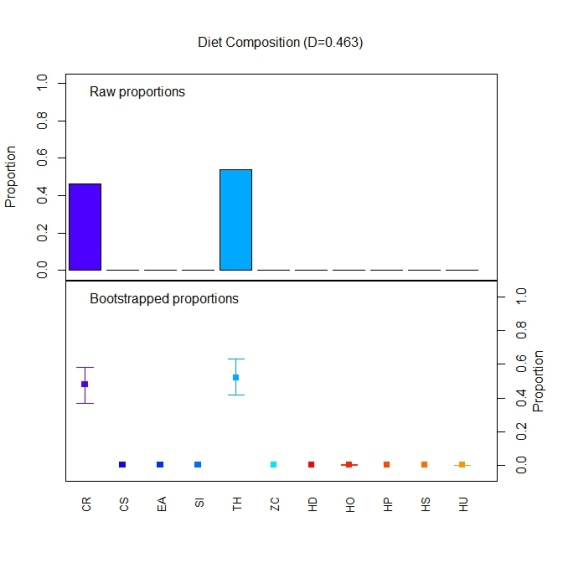 Diet Composition (D=0.463)
Raw proportions
Proportion
0.0 0.2 0.4 0.6 0.8 1.0
Bootstrapped proportions
Proportion
0.0 0.2 0.4 0.6 0.8 1.0
CR CS EA SI TH ZC HD HO HP HS HU